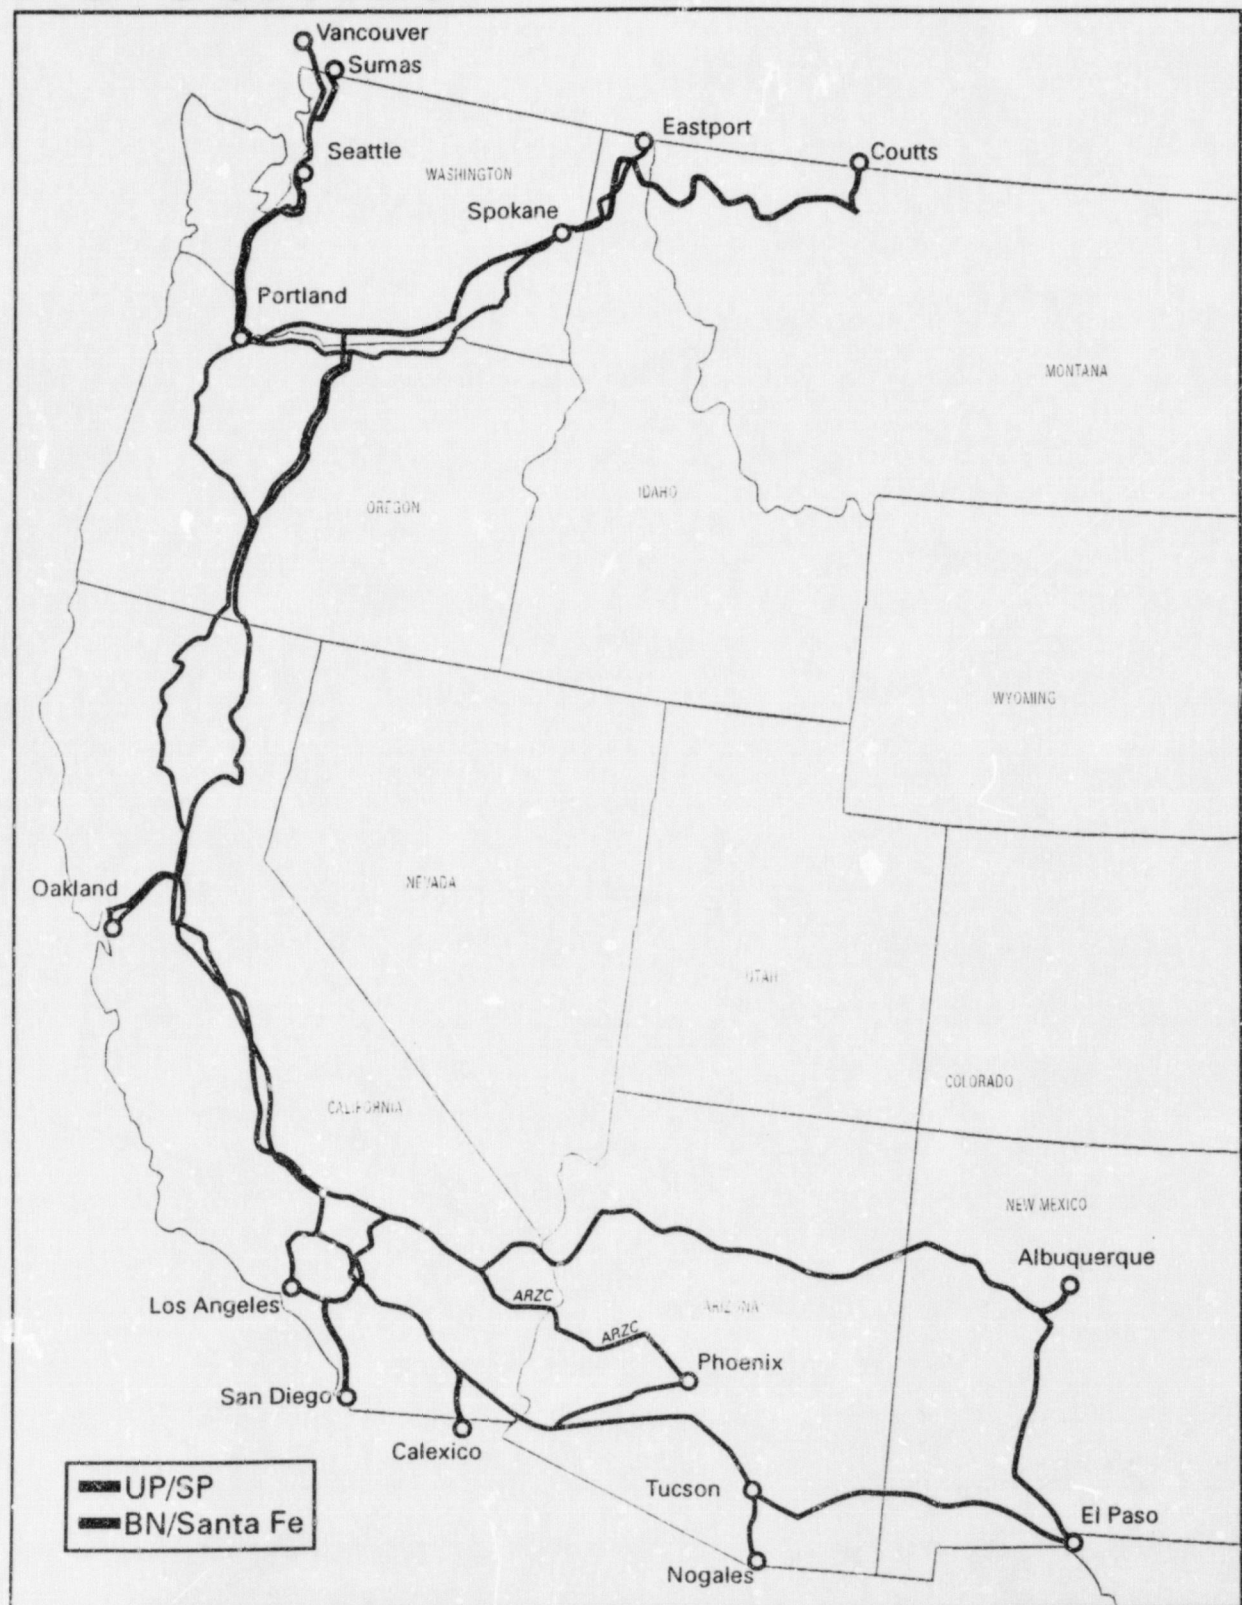 Vancouver
Sumas
Eastport
Coutts
Seattle
WASHINGTON
Spokane
Portland
MONTANA
IDAHO
OREGON
WYOMING
Oakland
NEVADA
UTAH
COLORADO
CALIFORNIA
NEW MEXICO
Albuquerque
ARZC
Los Angeles
ARIZONA
ARZC
Phoenix
San Diego
Calexico
Tucson
UP/SP
BN/Santa Fe
El Paso
Nogales